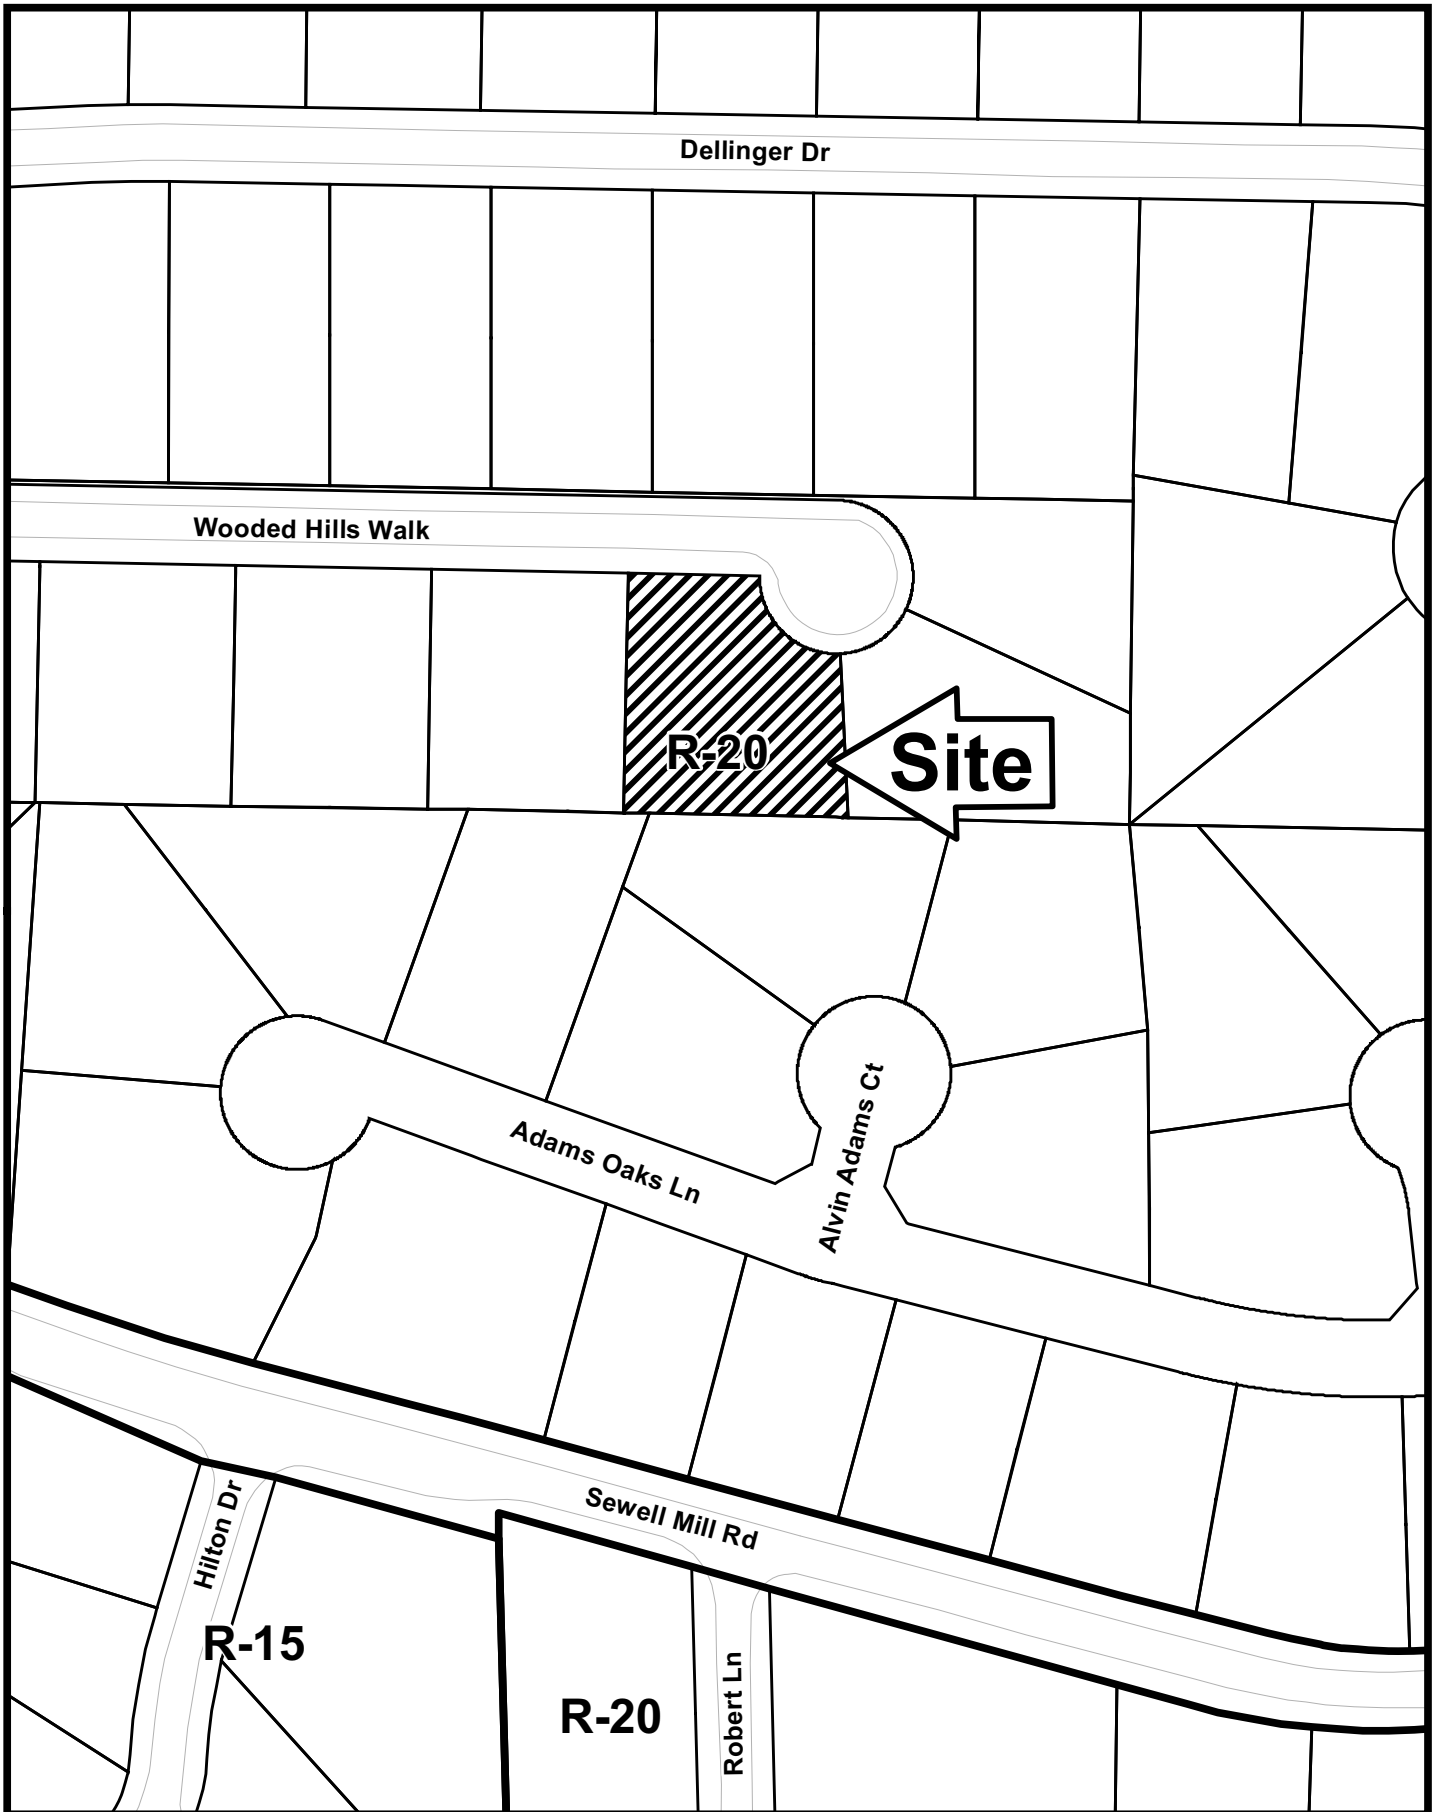 Dellinger Dr
Wooded Hills Walk
R-20
Site
Alvin Adams Ct
Adams Oaks Ln
Sewell Mill Rd
Hilton Dr
R-15
R-20
Robert Ln